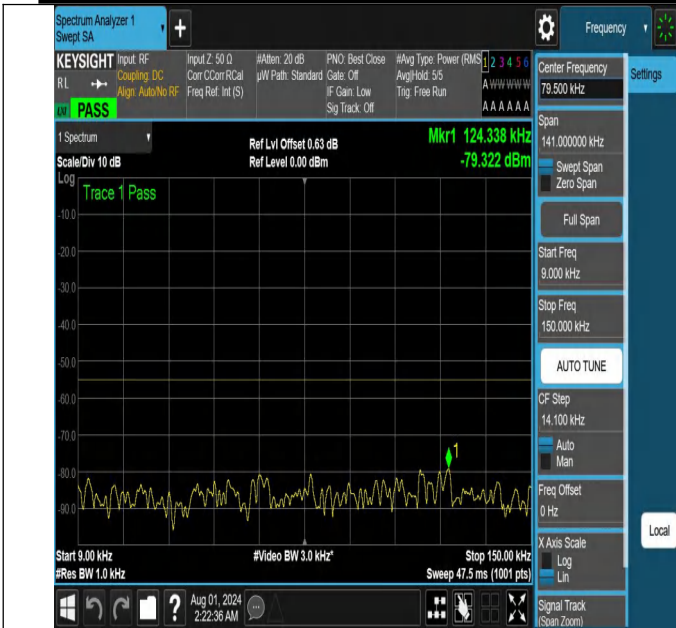 Spectrum Analyzer 1
Swept SA
+
Frequency
KEYSIGHT
RL
PASS
Input: RF
Coupling: DC
Align: Auto/No RF
Input Z: 50 Ω
Corr CCorr RCal
Freq Ref: Int (S)
#Atten: 20 dB
µW Path: Standard
PNO: Best Close
Gate: Off
IF Gain: Low
Sig Track: Off
#Avg Type: Power (RMS
Avg|Hold: 5/5
Trig: Free Run
1 2 3 4 5 6
A W W W W W
A A A A A A
1 Spectrum
Scale/Div 10 dB
Ref Lvl Offset 0.63 dB
Ref Level 0.00 dBm
Mkr1 124.338 kHz
-79.322 dBm
Log
Trace 1 Pass
-10.0
-20.0
-30.0
-40.0
-50.0
-60.0
-70.0
-80.0
-90.0
1
Start 9.00 kHz
#Res BW 1.0 kHz
#Video BW 3.0 kHz*
Stop 150.00 kHz
Sweep 47.5 ms (1001 pts)
Center Frequency
79.500 kHz
Settings
Span
141.000000 kHz
Swept Span
Zero Span
Full Span
Start Freq
9.000 kHz
Stop Freq
150.000 kHz
AUTO TUNE
CF Step
14.100 kHz
Auto
Man
Freq Offset
0 Hz
X Axis Scale
Log
Lin
Local
Signal Track
(Span Zoom)
?
Aug 01, 2024
2:22:36 AM